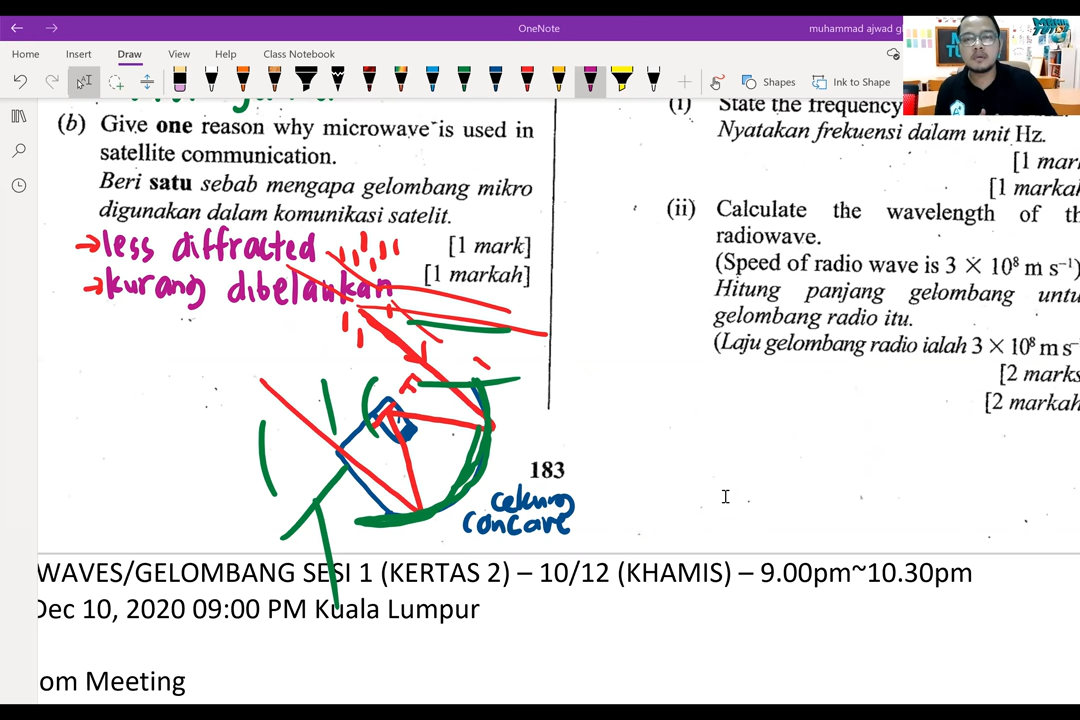 OneNote
muhammad ajwad
Home Insert Draw View Help Class Notebook
Shapes Ink to Shape
(b) Give one reason why microwave is used in
satellite communication.
Beri satu sebab mengapa gelombang mikro
digunakan dalam komunikasi satelit.
[1 mark]
[1 markah]
→less diffracted
→kurang dibelaukan
F
183
cekung
concave
(i) State the frequency
Nyatakan frekuensi dalam unit Hz.
[1 mar
[1 marka
(ii) Calculate the wavelength of th
radiowave.
(Speed of radio wave is 3 × 10⁸ m s⁻¹)
Hitung panjang gelombang untu
gelombang radio itu.
(Laju gelombang radio ialah 3 × 10⁸ m s⁻
[2 marks
[2 markah
WAVES/GELOMBANG SESI 1 (KERTAS 2) – 10/12 (KHAMIS) – 9.00pm~10.30pm
Dec 10, 2020 09:00 PM Kuala Lumpur
om Meeting